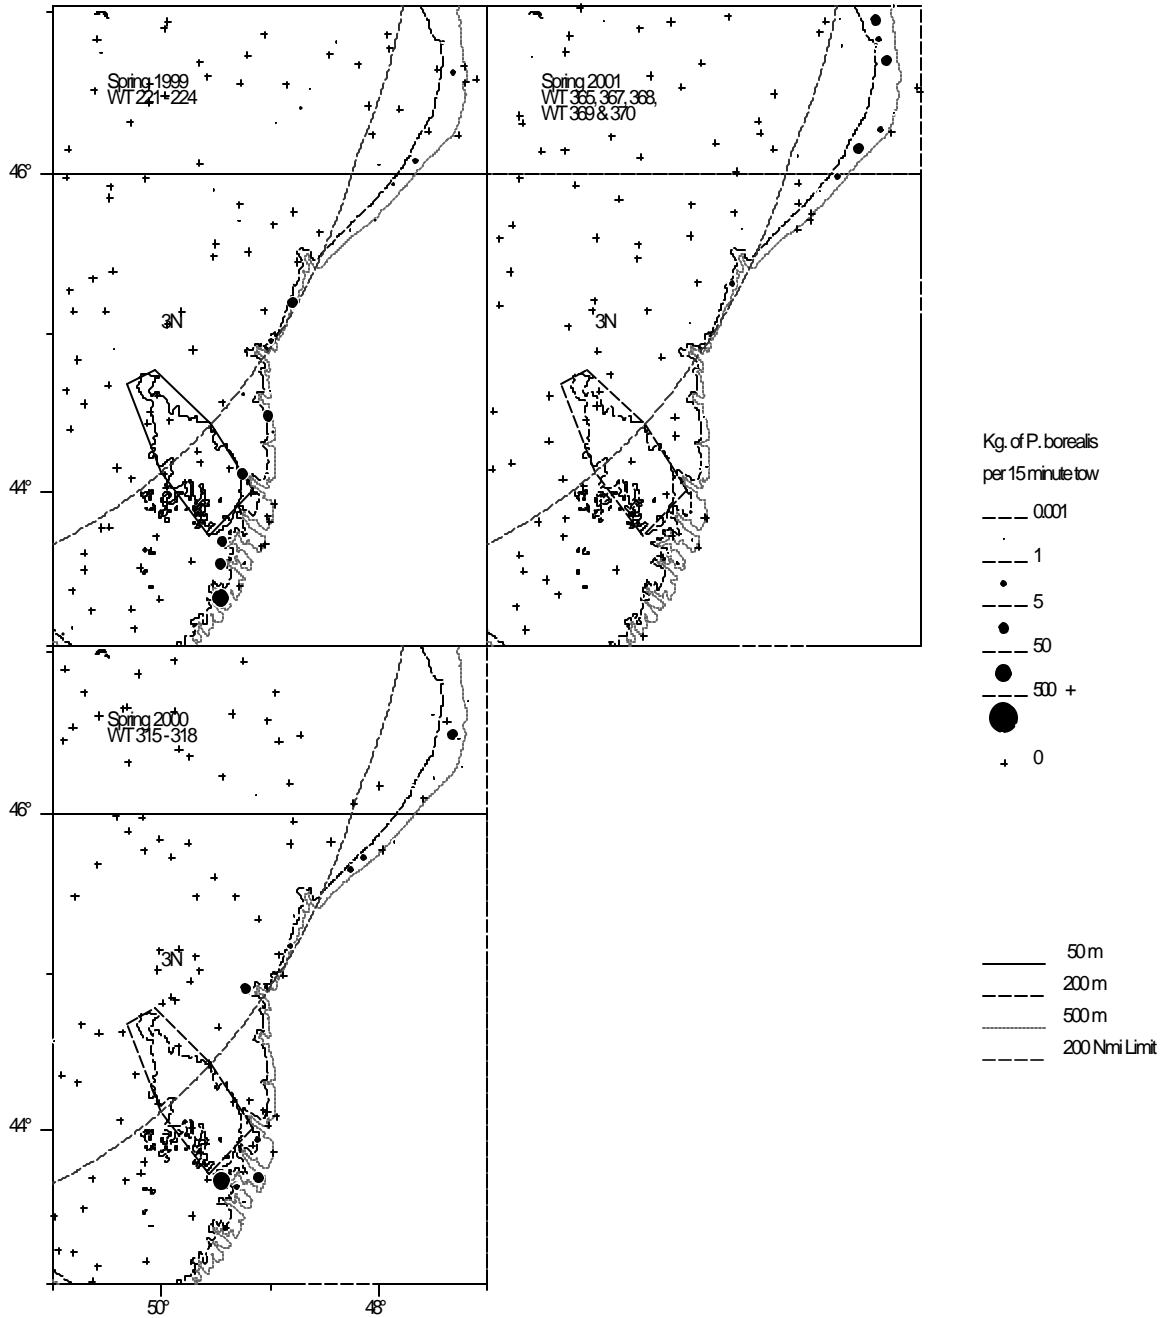 Spring 1999
WT 221 - 224
46°
3N
44°
Spring 2001
WT 365, 367, 368,
WT 369 & 370
3N
Kg. of P. borealis
per 15 minute tow
0.001
1
5
50
500 +
0
Spring 2000
WT 315 - 318
46°
3N
44°
50°
48°
50 m
200 m
500 m
200 Nmi Limit